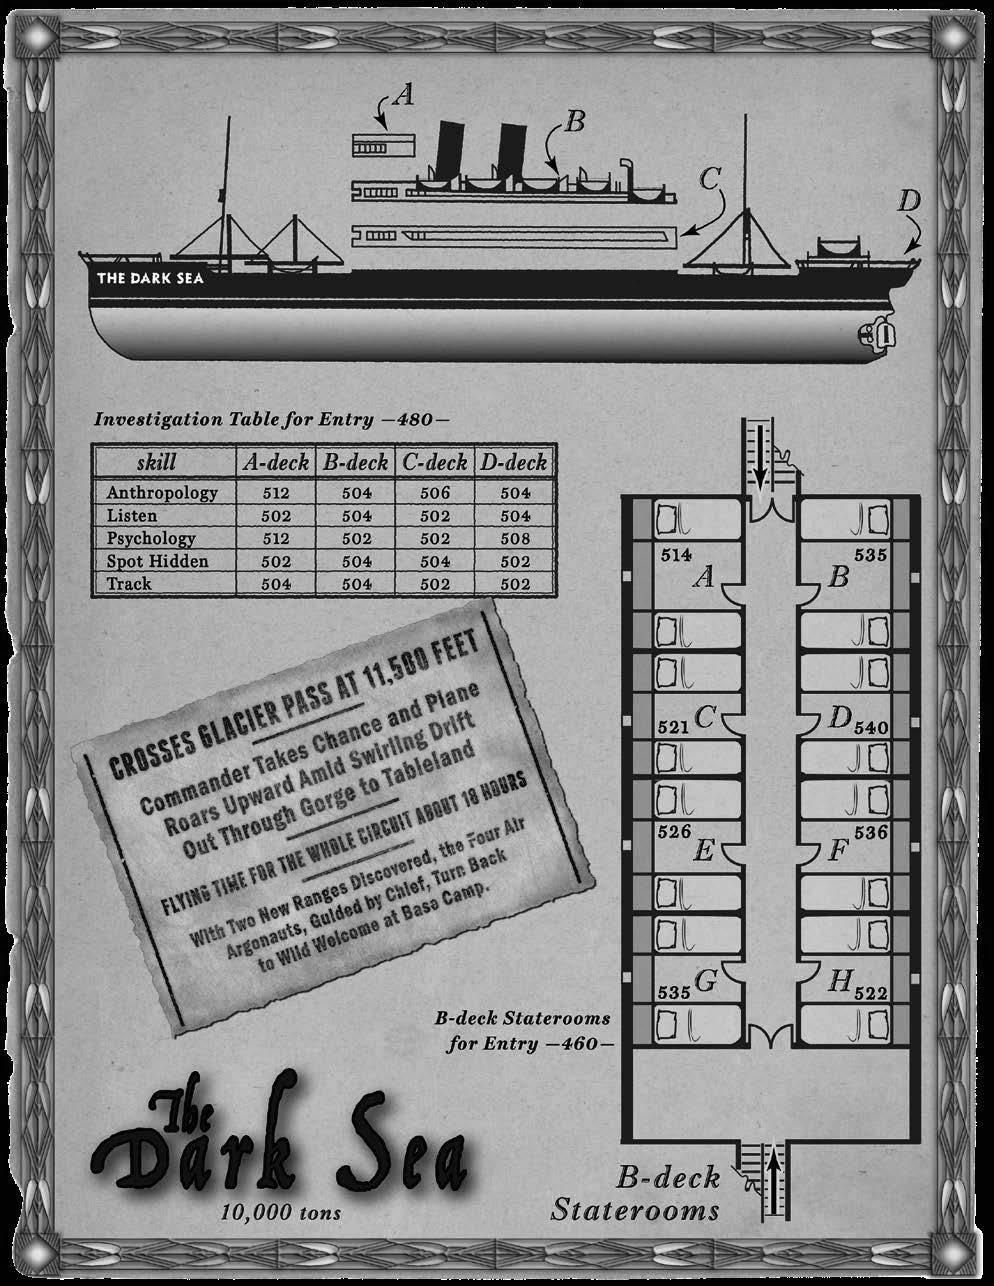 A
B
C
D
THE DARK SEA
Investigation Table for Entry –480–
skill A-deck B-deck C-deck D-deck
Anthropology 512 504 506 504
Listen 502 504 502 504
Psychology 512 502 502 508
Spot Hidden 502 504 504 502
Track 504 504 502 502
CROSSES GLACIER PASS AT 11,500 FEET
Commander Takes Chance and Plane
Roars Upward Amid Swirling Drift
Out Through Gorge to Tableland
FLYING TIME FOR THE WHOLE CIRCUIT ABOUT 18 HOURS
With Two New Ranges Discovered, the Four Air
Argonauts, Guided by Chief, Turn Back
to Wild Welcome at Base Camp.
514 535
A B
521 C D 540
526 536
E F
535 G H 522
B-deck Staterooms
for Entry –460–
The
Dark Sea
10,000 tons
B-deck
Staterooms